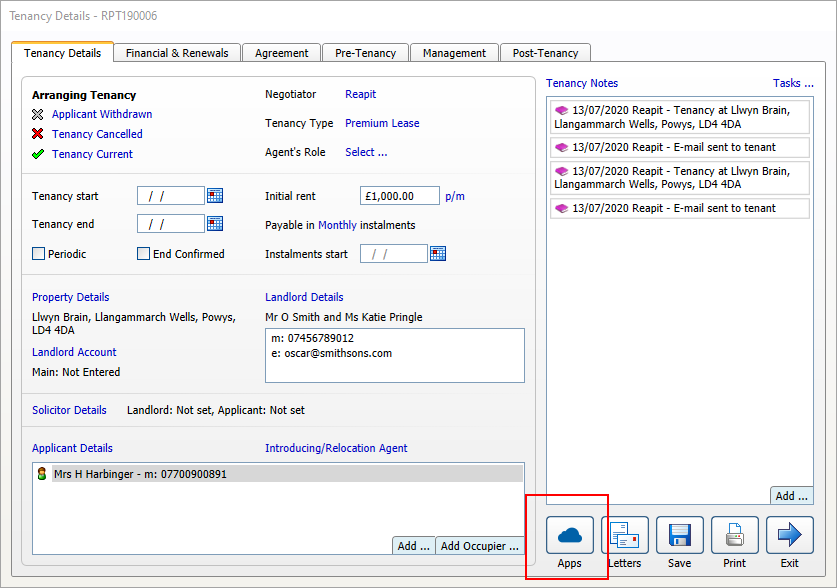 Tenancy Details - RPT190006
Tenancy Details
Financial & Renewals
Agreement
Pre-Tenancy
Management
Post-Tenancy
Arranging Tenancy
Applicant Withdrawn
Tenancy Cancelled
Tenancy Current
Negotiator Reapit
Tenancy Type Premium Lease
Agent's Role Select ...
Tenancy start / /
Tenancy end / /
Periodic
End Confirmed
Initial rent £1,000.00 p/m
Payable in Monthly instalments
Instalments start / /
Property Details
Llwyn Brain, Llangammarch Wells, Powys,
LD4 4DA
Landlord Account
Main: Not Entered
Landlord Details
Mr O Smith and Ms Katie Pringle
m: 07456789012
e: oscar@smithsons.com
Solicitor Details Landlord: Not set, Applicant: Not set
Applicant Details
Introducing/Relocation Agent
Mrs H Harbinger - m: 07700900891
Add ...
Add Occupier ...
Tenancy Notes
Tasks ...
13/07/2020 Reapit - Tenancy at Llwyn Brain,
Llangammarch Wells, Powys, LD4 4DA
13/07/2020 Reapit - E-mail sent to tenant
13/07/2020 Reapit - Tenancy at Llwyn Brain,
Llangammarch Wells, Powys, LD4 4DA
13/07/2020 Reapit - E-mail sent to tenant
Add ...
Apps
Letters
Save
Print
Exit